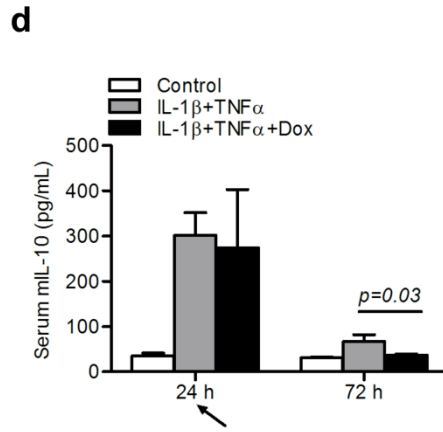 d
Control
IL-1β+TNFα
IL-1β+TNFα+Dox
Serum mIL-10 (pg/mL)
500
400
300
200
100
0
p=0.03
24 h
72 h